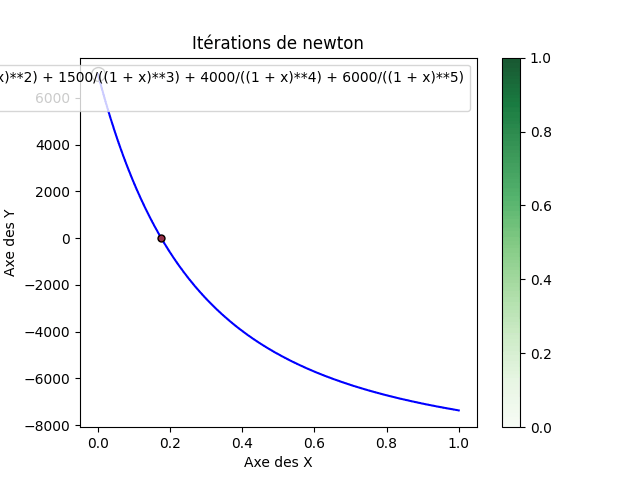 Itérations de newton
x)**2) + 1500/((1 + x)**3) + 4000/((1 + x)**4) + 6000/((1 + x)**5)
6000
4000
2000
0
−2000
−4000
−6000
−8000
Axe des Y
0.0 0.2 0.4 0.6 0.8 1.0
Axe des X
1.0
0.8
0.6
0.4
0.2
0.0